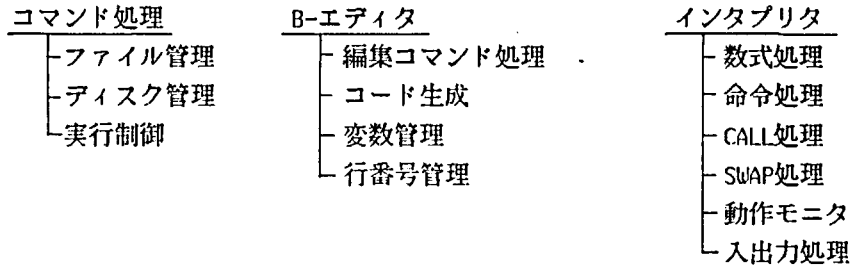 コマンド処理
ファイル管理
ディスク管理
実行制御
B-エディタ
編集コマンド処理
コード生成
変数管理
行番号管理
インタプリタ
数式処理
命令処理
CALL処理
SWAP処理
動作モニタ
入出力処理